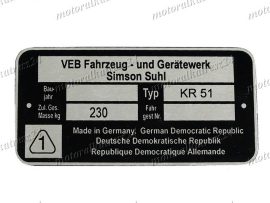 VEB Fahrzeug - und Gerätewerk
Simson Suhl
Bau-
jahr
Typ KR 51
Zul. Ges.
Masse kg 230
Fahr
gest Nr.
Made in Germany, German Democratic Republic
Deutsche Demokratische Republik
Republique Democratique Allemande
1